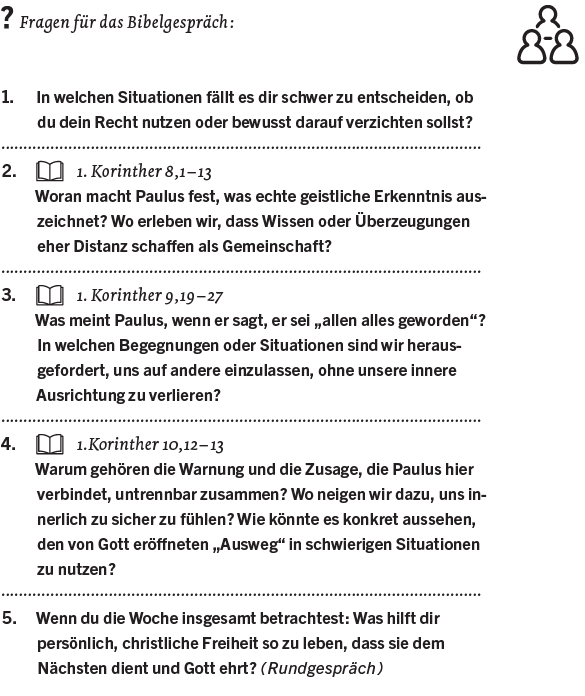 ? Fragen für das Bibelgespräch:
1. In welchen Situationen fällt es dir schwer zu entscheiden, ob
du dein Recht nutzen oder bewusst darauf verzichten sollst?
2. 1. Korinther 8,1–13
Woran macht Paulus fest, was echte geistliche Erkenntnis aus-
zeichnet? Wo erleben wir, dass Wissen oder Überzeugungen
eher Distanz schaffen als Gemeinschaft?
3. 1. Korinther 9,19–27
Was meint Paulus, wenn er sagt, er sei „allen alles geworden“?
In welchen Begegnungen oder Situationen sind wir heraus-
gefordert, uns auf andere einzulassen, ohne unsere innere
Ausrichtung zu verlieren?
4. 1.Korinther 10,12–13
Warum gehören die Warnung und die Zusage, die Paulus hier
verbindet, untrennbar zusammen? Wo neigen wir dazu, uns in-
nerlich zu sicher zu fühlen? Wie könnte es konkret aussehen,
den von Gott eröffneten „Ausweg“ in schwierigen Situationen
zu nutzen?
5. Wenn du die Woche insgesamt betrachtest: Was hilft dir
persönlich, christliche Freiheit so zu leben, dass sie dem
Nächsten dient und Gott ehrt? (Rundgespräch)